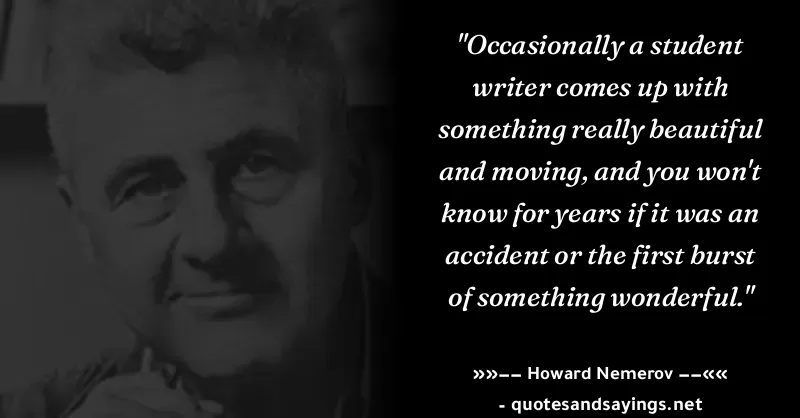 "Occasionally a student
writer comes up with
something really beautiful
and moving, and you won't
know for years if it was an
accident or the first burst
of something wonderful."
»»–– Howard Nemerov ––««
- quotesandsayings.net